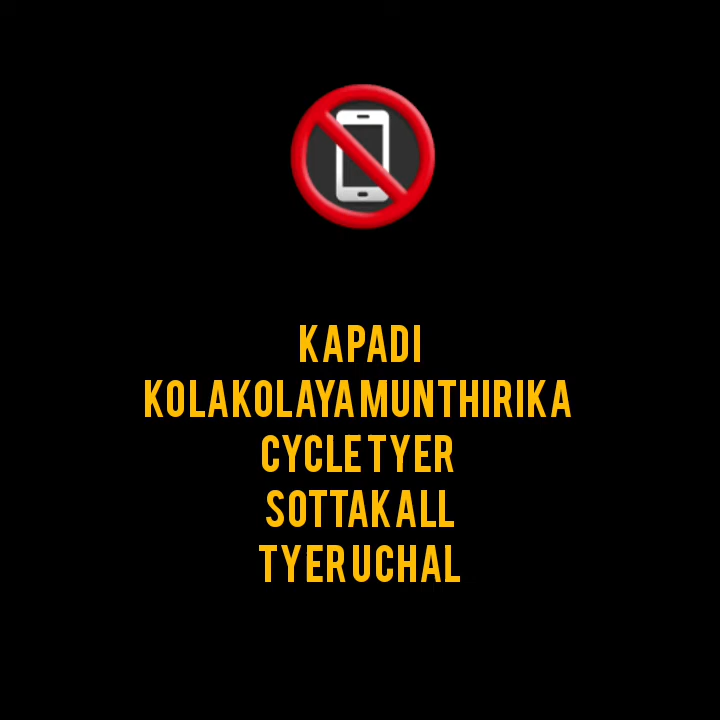 KAPADI
KOLAKOLAYA MUNTHIRIKA
CYCLE TYER
SOTTAKALL
TYER UCHAL